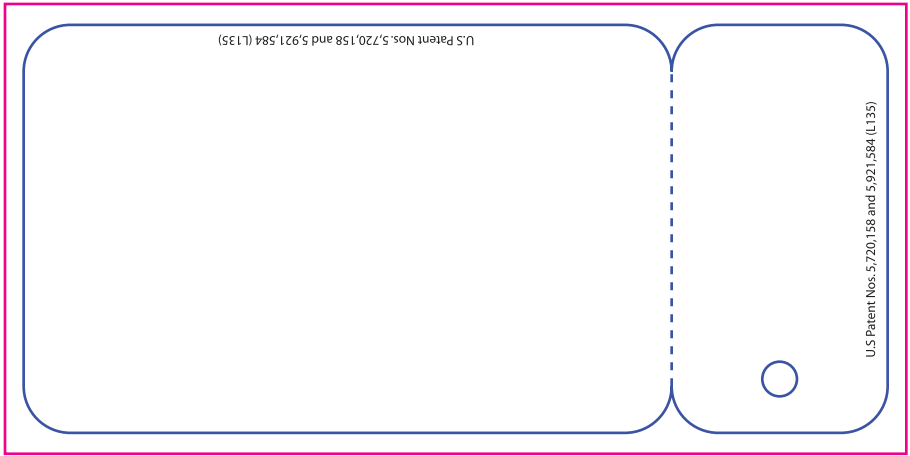 U.S Patent Nos. 5,720,158 and 5,921,584 (L135)
U.S Patent Nos. 5,720,158 and 5,921,584 (L135)